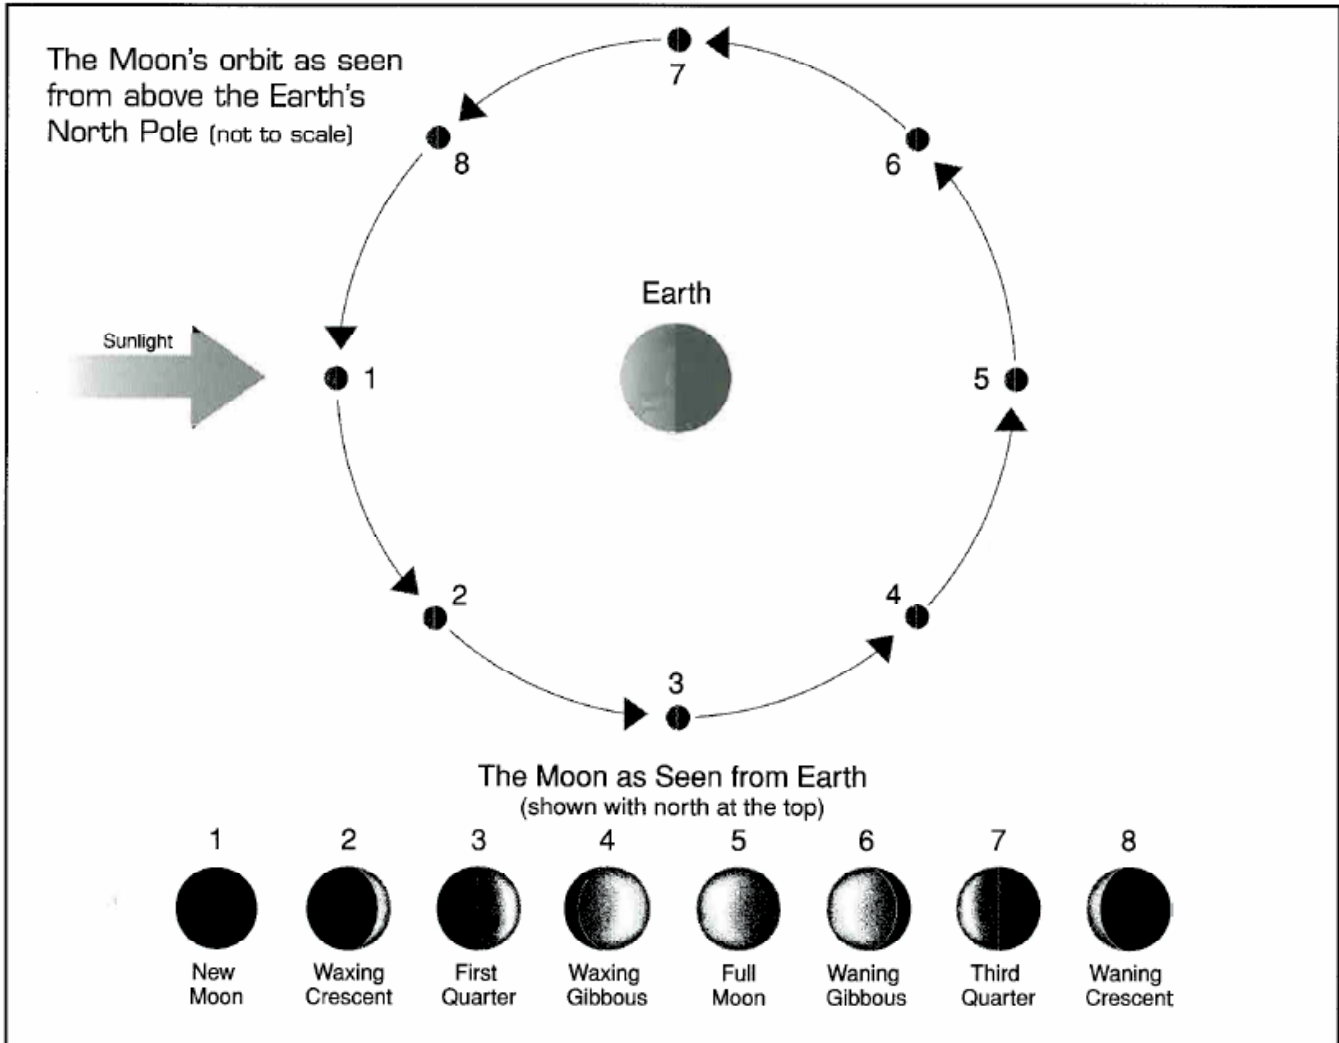 The Moon's orbit as seen
from above the Earth's
North Pole (not to scale)
7
8
6
Earth
Sunlight
1
5
2
4
3
The Moon as Seen from Earth
(shown with north at the top)
1 2 3 4 5 6 7 8
New Moon
Waxing Crescent
First Quarter
Waxing Gibbous
Full Moon
Waning Gibbous
Third Quarter
Waning Crescent